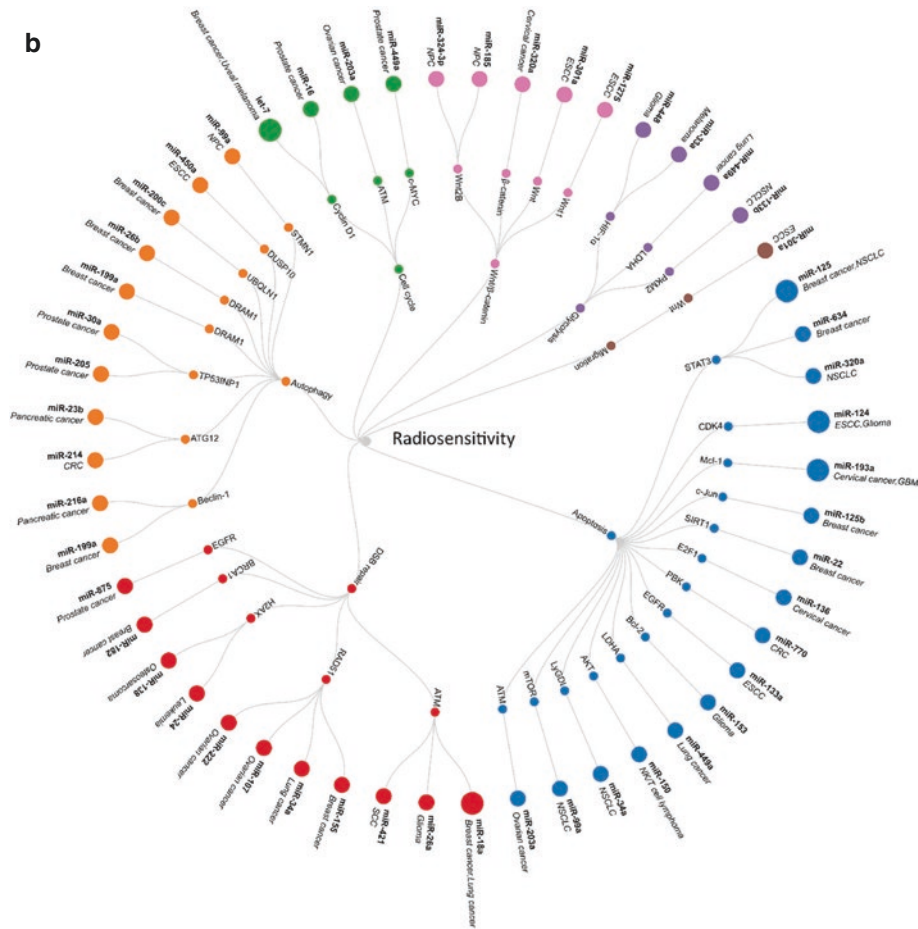 b
Radiosensitivity
Cell cycle
Cyclin D1
let-7
Breast cancer,Uveal melanoma
miR-16
Prostate cancer
ATM
miR-203a
Ovarian cancer
c-MYC
miR-449a
Prostate cancer
Wnt/β-catenin
Wnt2B
miR-324-3p
NPC
miR-185
NPC
β-catenin
miR-320a
Cervical cancer
Wnt
miR-301a
ESCC
Wnt1
miR-1275
ESCC
Glycolysis
HIF-1α
miR-448
Glioma
miR-33a
Melanoma
LDHA
miR-449a
Lung cancer
PKM2
miR-133b
NSCLC
Migration
Wnt
miR-301a
ESCC
Apoptosis
STAT3
miR-125
Breast cancer,NSCLC
miR-634
Breast cancer
miR-320a
NSCLC
CDK4
miR-124
ESCC,Glioma
Mcl-1
miR-193a
Cervical cancer,GBM
c-Jun
miR-125b
Breast cancer
SIRT1
miR-22
Breast cancer
E2F1
miR-136
Cervical cancer
PBK
miR-770
CRC
EGFR
miR-133a
ESCC
Bcl-2
miR-153
Glioma
LDHA
miR-449a
Lung cancer
AKT
miR-150
NK/T cell lymphoma
LyGDI
miR-34a
NSCLC
mTOR
miR-99a
NSCLC
ATM
miR-203a
Ovarian cancer
DSB repair
ATM
miR-18a
Breast cancer,Lung cancer
miR-26a
Glioma
miR-421
SCC
RAD51
miR-155
Breast cancer
miR-34a
Lung cancer
miR-107
Ovarian cancer
miR-222
Ovarian cancer
H2AX
miR-24
Leukemia
miR-138
Osteosarcoma
BRCA1
miR-182
Breast cancer
EGFR
miR-875
Prostate cancer
Autophagy
Beclin-1
miR-199a
Breast cancer
miR-216a
Pancreatic cancer
ATG12
miR-214
CRC
miR-23b
Pancreatic cancer
TP53INP1
miR-205
Prostate cancer
miR-30a
Prostate cancer
DRAM1
miR-199a
Breast cancer
DRAM1
miR-26b
Breast cancer
UBQLN1
miR-200c
Breast cancer
DUSP10
miR-450a
ESCC
STMN1
miR-99a
NPC